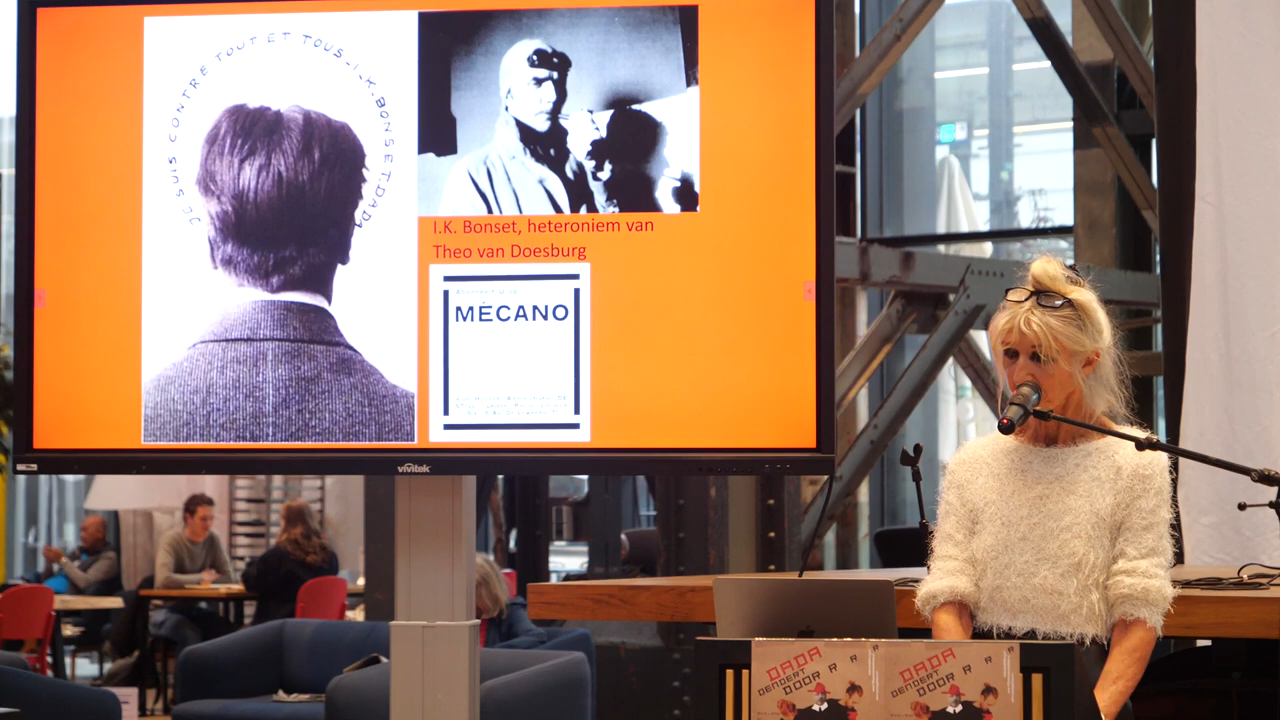 JE SUIS CONTRE TOUT ET TOUS. I.K. BONSET. DADA
I.K. Bonset, heteroniem van
Theo van Doesburg
MÉCANO
vivitek
DADA
DENDERT
DOOR R R R
DADA
DENDERT
DOOR R R R